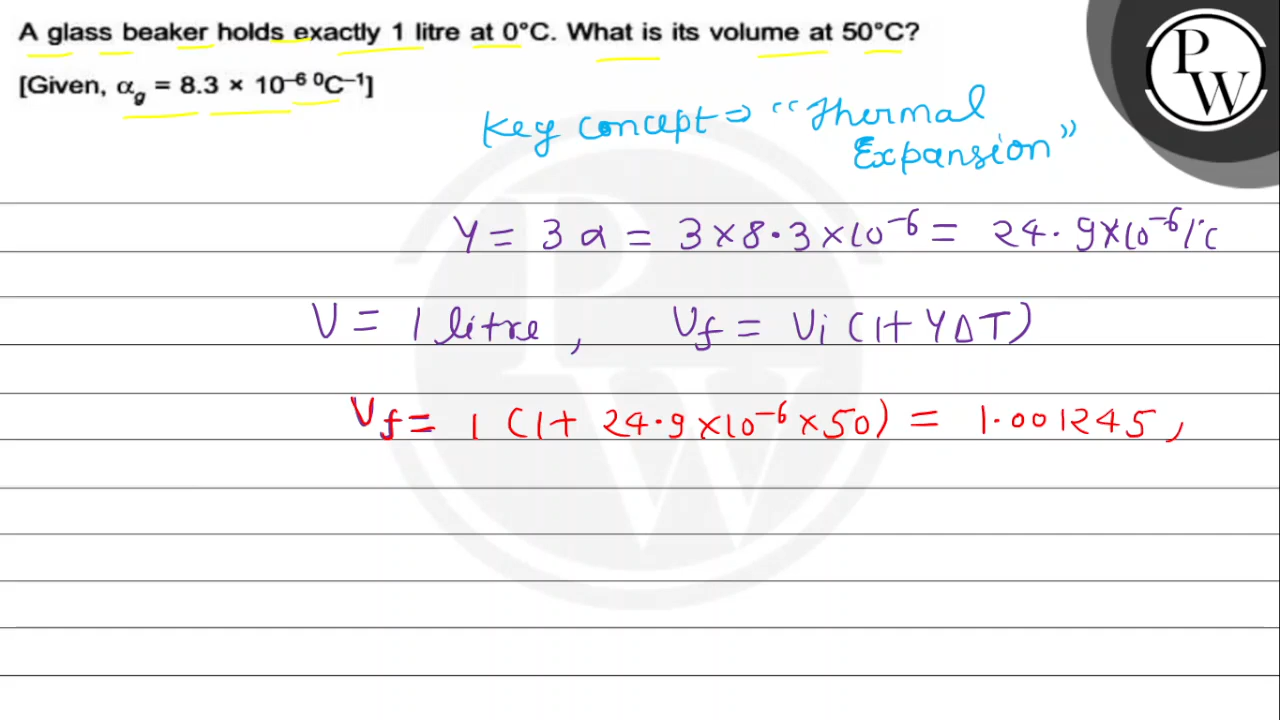 A glass beaker holds exactly 1 litre at 0°C. What is its volume at 50°C?
[Given, αg = 8.3 × 10⁻⁶ ⁰C⁻¹]
P
W
Key concept ⇒ "Thermal
Expansion"
γ = 3α = 3×8.3×10⁻⁶ = 24.9×10⁻⁶/°C
V = 1 litre, Vf = Vi (1+ γΔT)
Vf = 1 (1+ 24.9×10⁻⁶×50) = 1.001245,
P
W